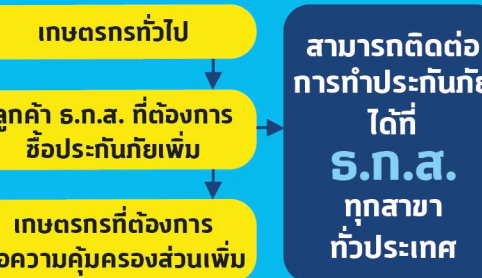 เกษตรกรทั่วไป
ลูกค้า ธ.ก.ส. ที่ต้องการ
ซื้อประกันภัยเพิ่ม
เกษตรกรที่ต้องการ
ความคุ้มครองส่วนเพิ่ม
สามารถติดต่อ
การทำประกันภัย
ได้ที่
ธ.ก.ส.
ทุกสาขา
ทั่วประเทศ